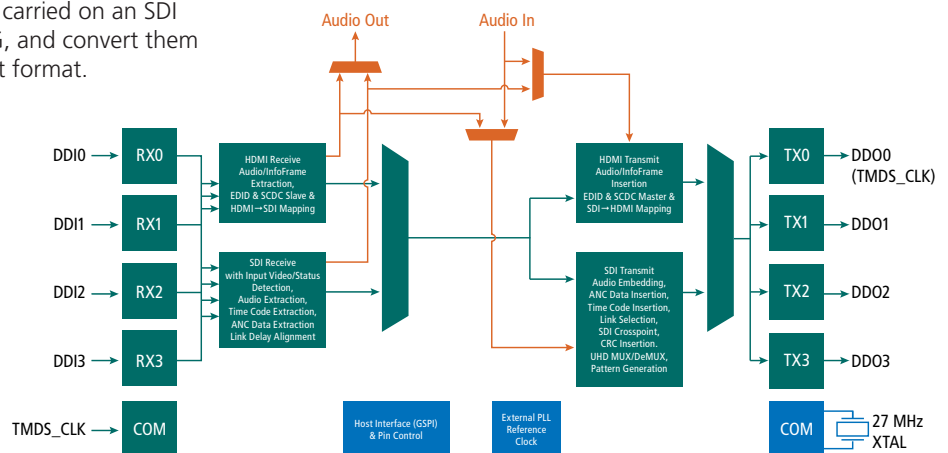 carried on an SDI
G, and convert them
t format.
Audio Out
Audio In
DDI0
RX0
HDMI Receive
Audio/InfoFrame
Extraction,
EDID & SCDC Slave &
HDMI→SDI Mapping
HDMI Transmit
Audio/InfoFrame
Insertion
EDID & SCDC Master &
SDI→HDMI Mapping
TX0
DDO0
(TMDS_CLK)
DDI1
RX1
TX1
DDO1
SDI Receive
with Input Video/Status
Detection,
Audio Extraction,
Time Code Extraction,
ANC Data Extraction
Link Delay Alignment
SDI Transmit
Audio Embedding,
ANC Data Insertion,
Time Code Insertion,
Link Selection,
SDI Crosspoint,
CRC Insertion.
UHD MUX/DeMUX,
Pattern Generation
DDI2
RX2
TX2
DDO2
DDI3
RX3
TX3
DDO3
TMDS_CLK
COM
Host Interface (GSPI)
& Pin Control
External PLL
Reference
Clock
COM
27 MHz
XTAL